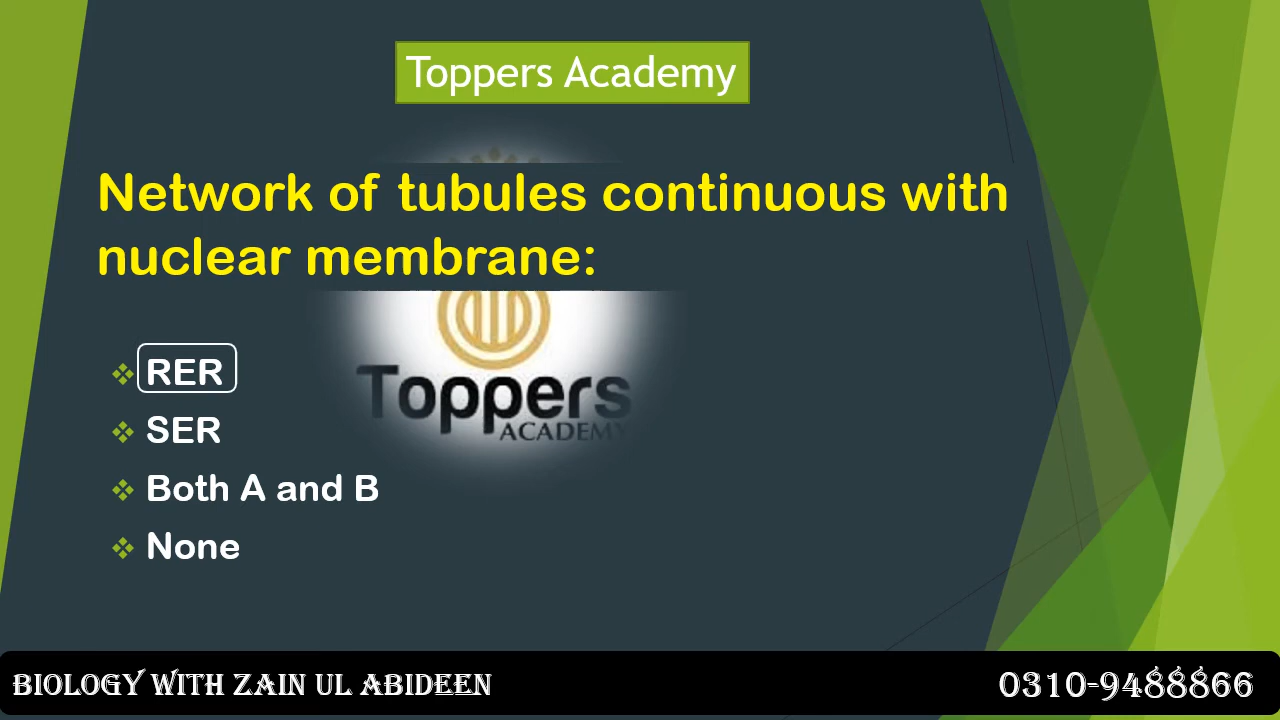 Toppers Academy
Network of tubules continuous with
nuclear membrane:
RER
SER
Both A and B
None
Toppers
ACADEMY
BIOLOGY WITH ZAIN UL ABIDEEN
0310-9488866